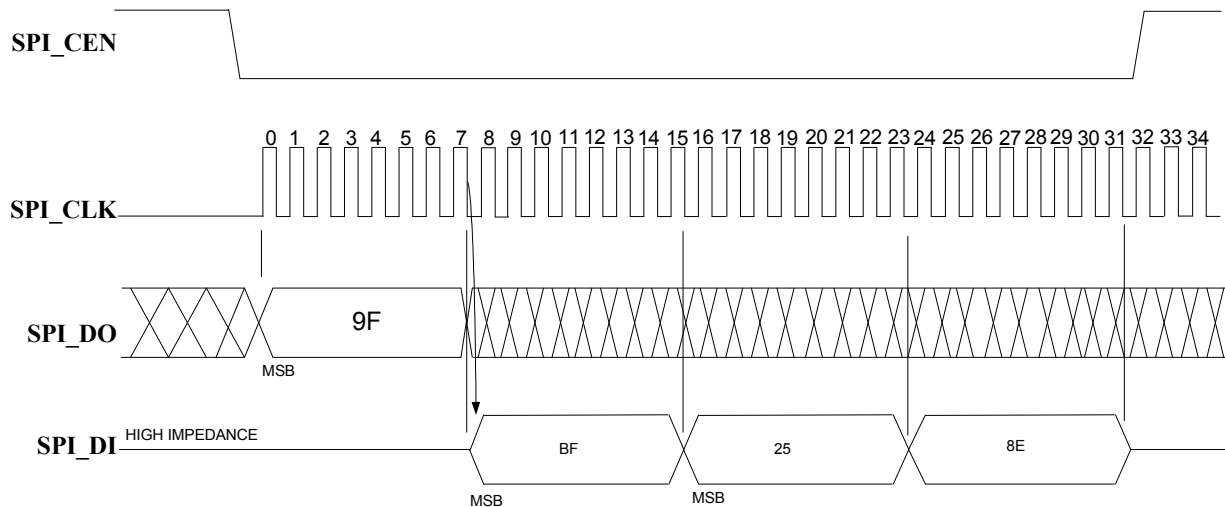 SPI_CEN
0 1 2 3 4 5 6 7 8 9 10 11 12 13 14 15 16 17 18 19 20 21 22 23 24 25 26 27 28 29 30 31 32 33 34
SPI_CLK
SPI_DO
9F
MSB
SPI_DI
HIGH IMPEDANCE
BF
25
8E
MSB
MSB